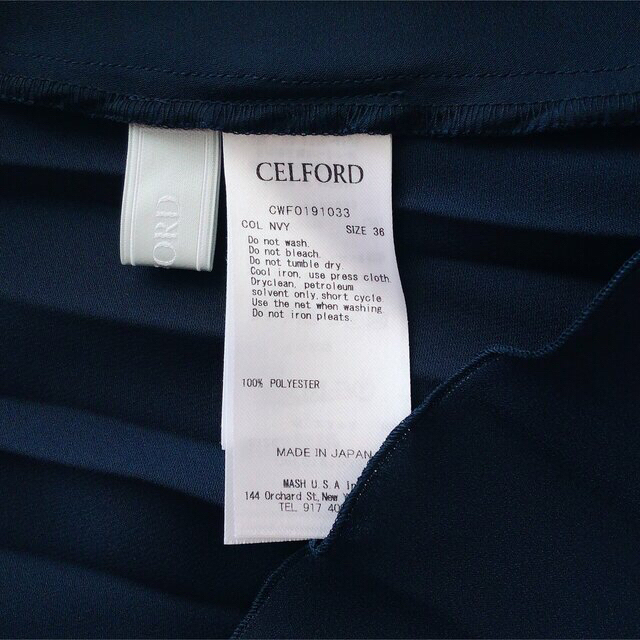 CELFORD
CWF0191033
COL NVY SIZE 36
Do not wash.
Do not bleach.
Do not tumble dry.
Cool iron, use press cloth.
Dryclean, petroleum
solvent only.short cycle
Use the net when washing.
Do not iron pleats.
100% POLYESTER
MADE IN JAPAN
MASH U.S.A
144 Orchard St, New
TEL 917
ORD